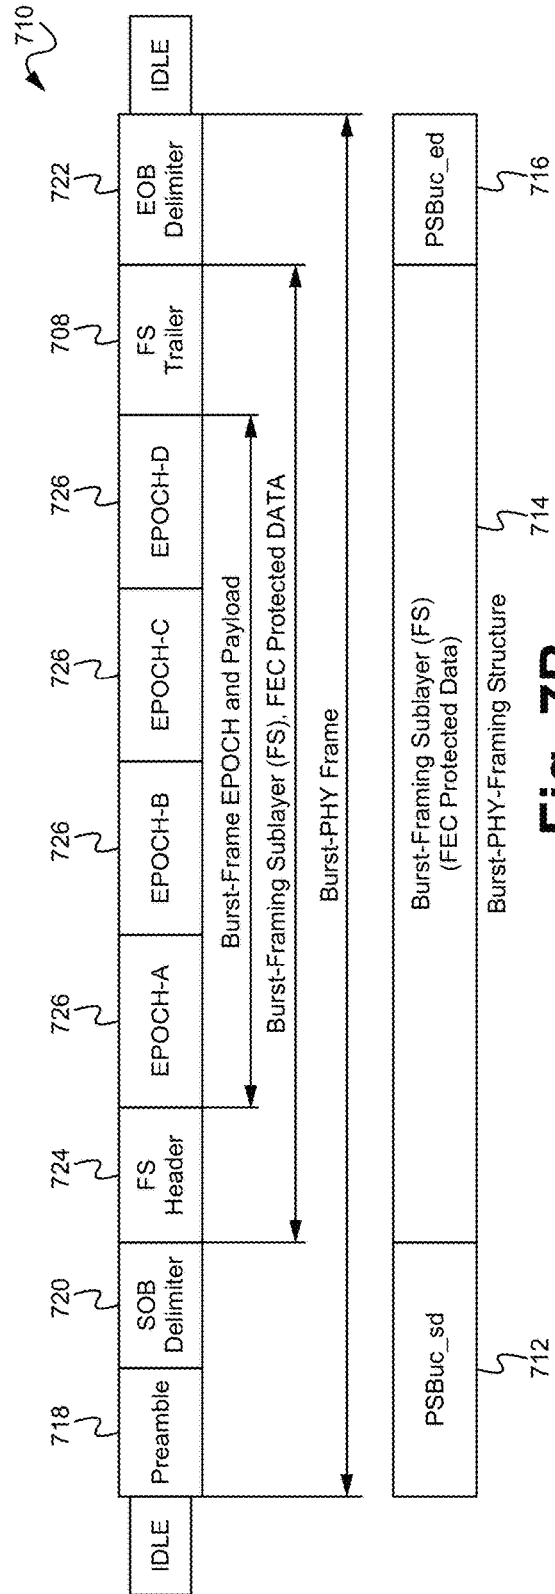 710
718
720
724
726
726
726
726
708
722
IDLE
Preamble
SOB
Delimiter
FS
Header
EPOCH-A
EPOCH-B
EPOCH-C
EPOCH-D
FS
Trailer
EOB
Delimiter
IDLE
Burst-Frame EPOCH and Payload
Burst-Framing Sublayer (FS), FEC Protected DATA
Burst-PHY Frame
PSBuc_sd
Burst-Framing Sublayer (FS)
(FEC Protected Data)
PSBuc_ed
712
714
716
Burst-PHY-Framing Structure